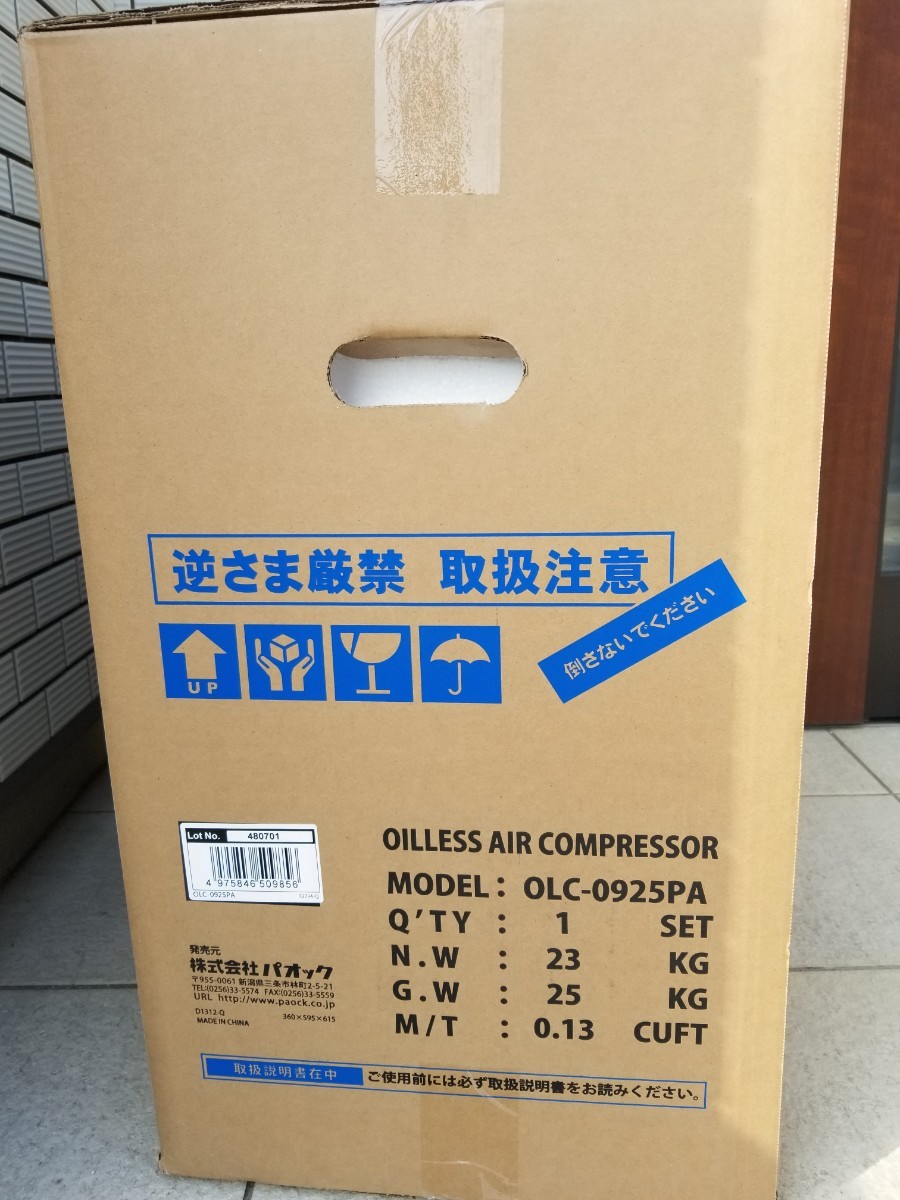 逆さま厳禁 取扱注意
倒さないでください
UP
Lot No. 480701
4 975846 509856
OLC-0925PA
OILLESS AIR COMPRESSOR
MODEL : OLC-0925PA
Q'TY : 1 SET
N.W : 23 KG
G.W : 25 KG
M/T : 0.13 CUFT
発売元
株式会社 パオック
〒955-0061 新潟県三条市林町2-5-21
TEL:(0256)33-5574 FAX:(0256)33-5559
URL http://www.paock.co.jp
D1312-Q 360×595×615
MADE IN CHINA
取扱説明書在中 ご使用前には必ず取扱説明書をお読みください。